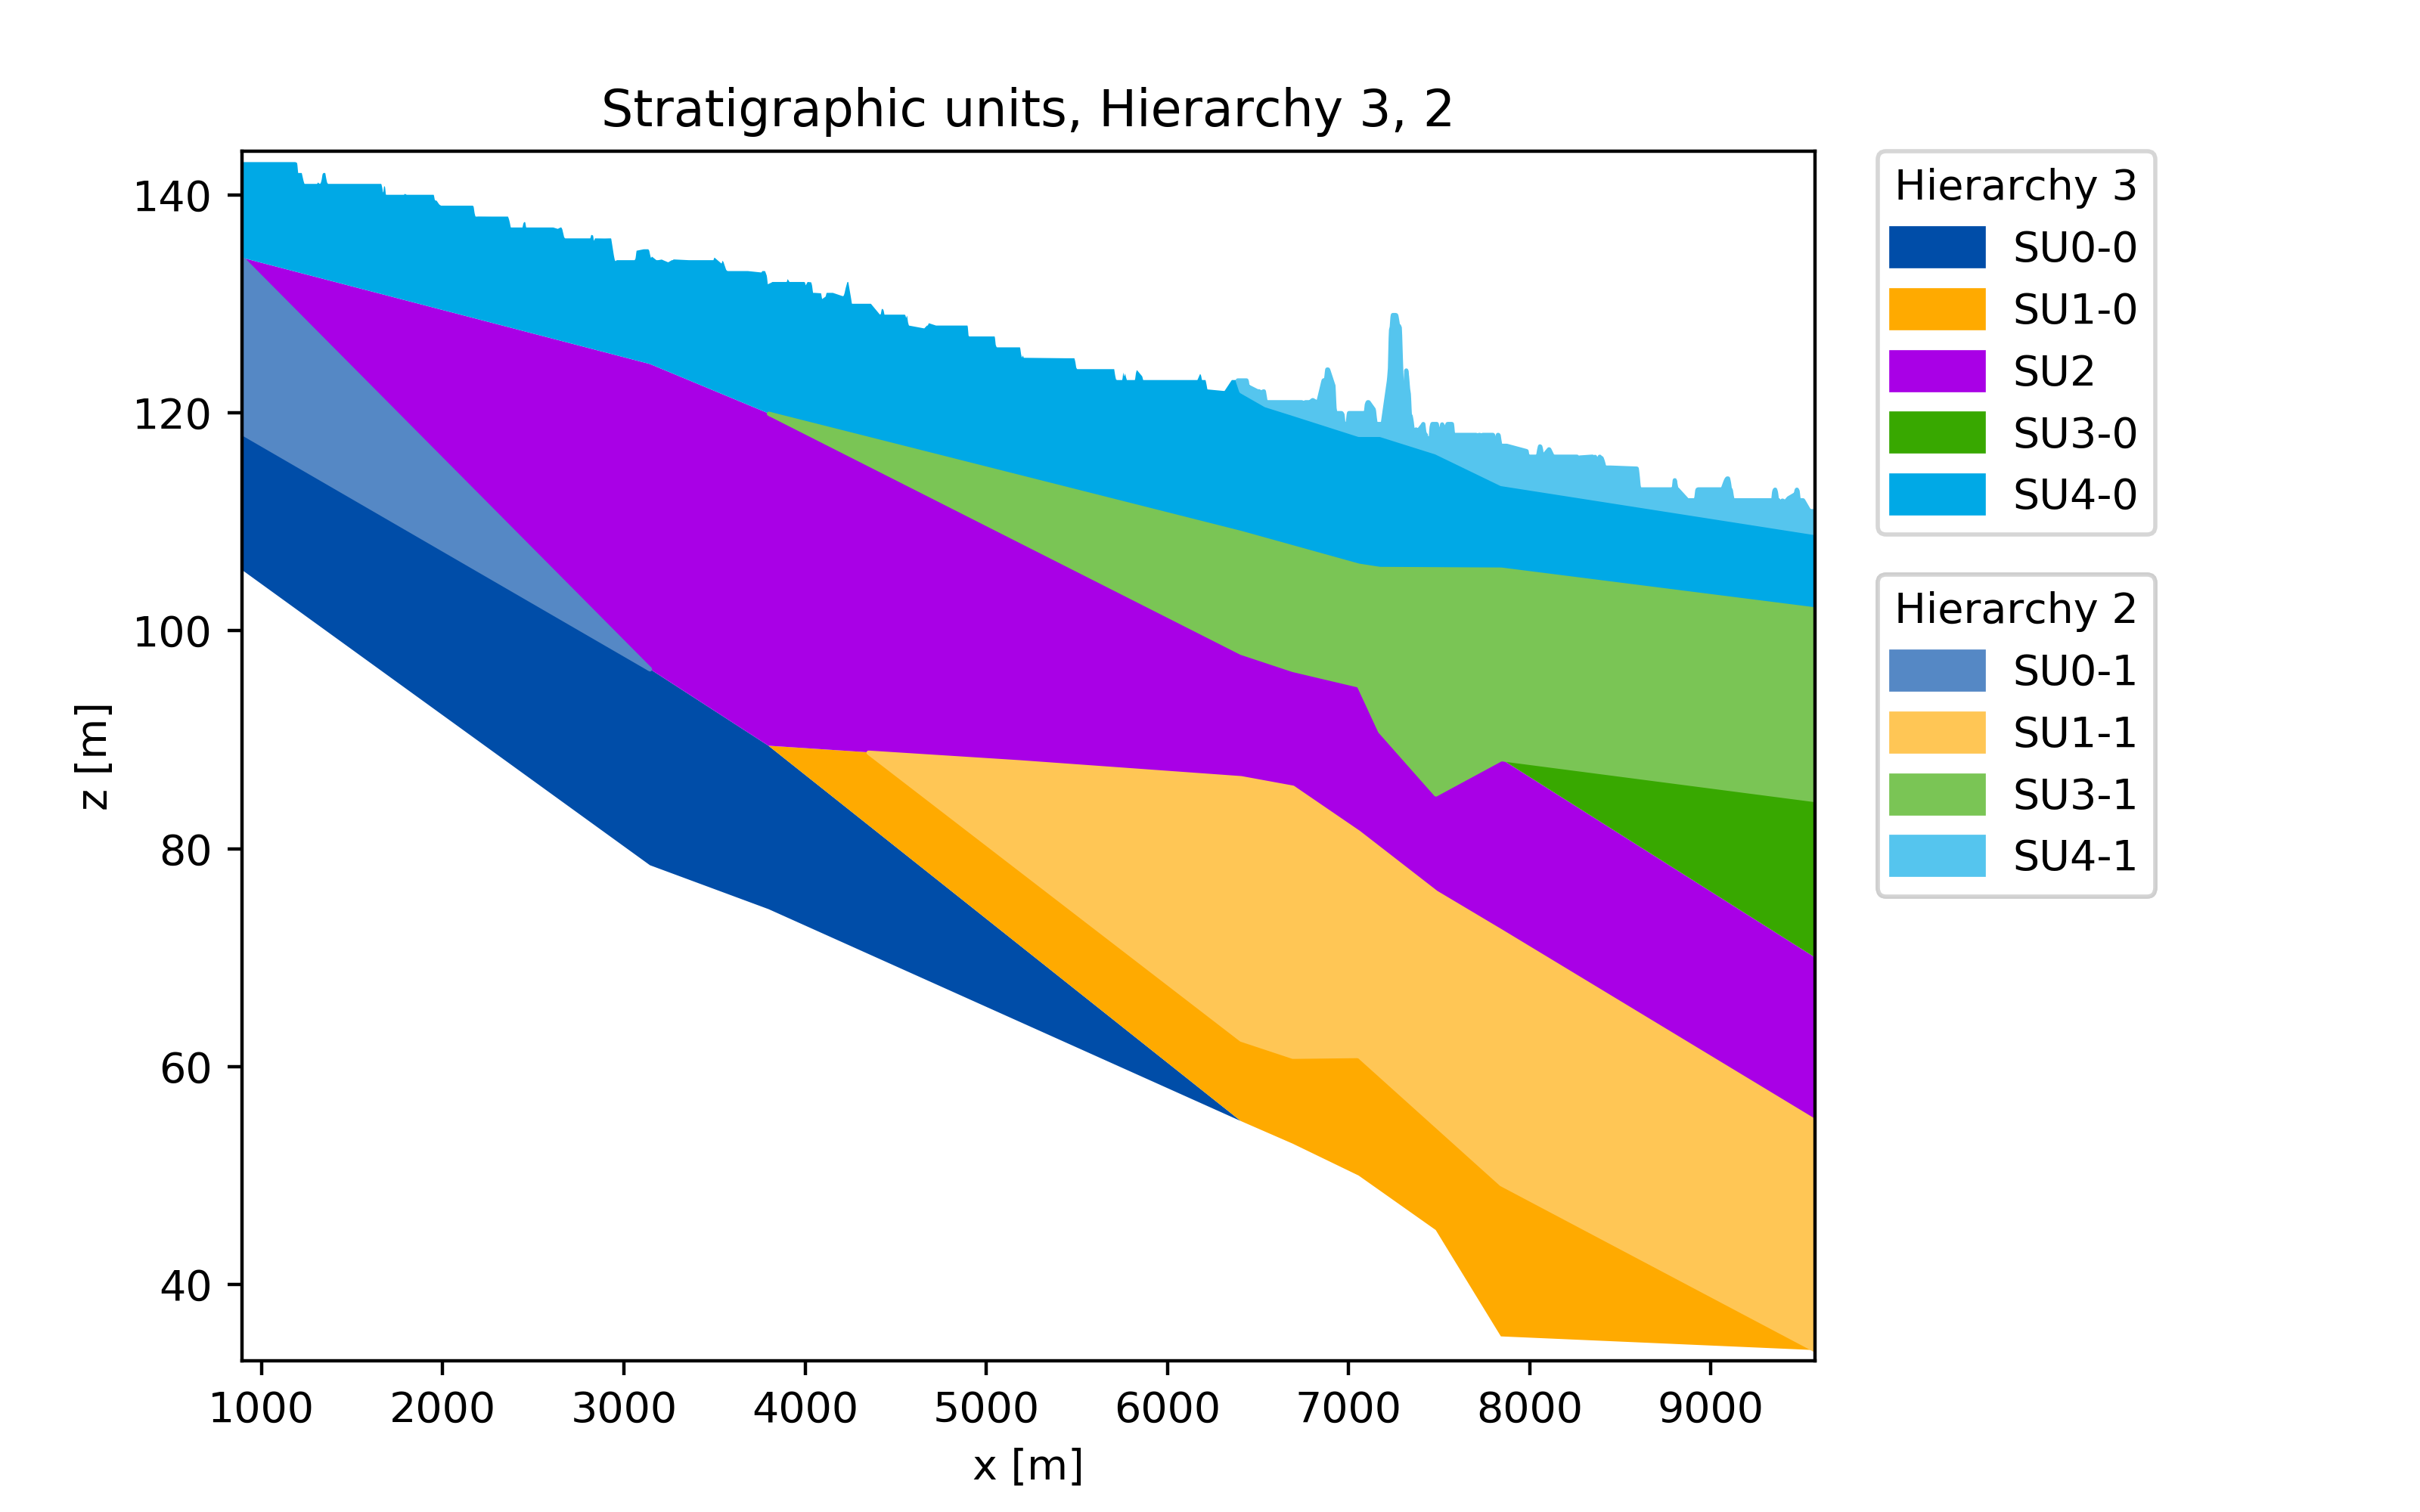 Stratigraphic units, Hierarchy 3, 2
140
120
100
80
60
40
z [m]
1000 2000 3000 4000 5000 6000 7000 8000 9000
x [m]
Hierarchy 3
SU0-0
SU1-0
SU2
SU3-0
SU4-0
Hierarchy 2
SU0-1
SU1-1
SU3-1
SU4-1